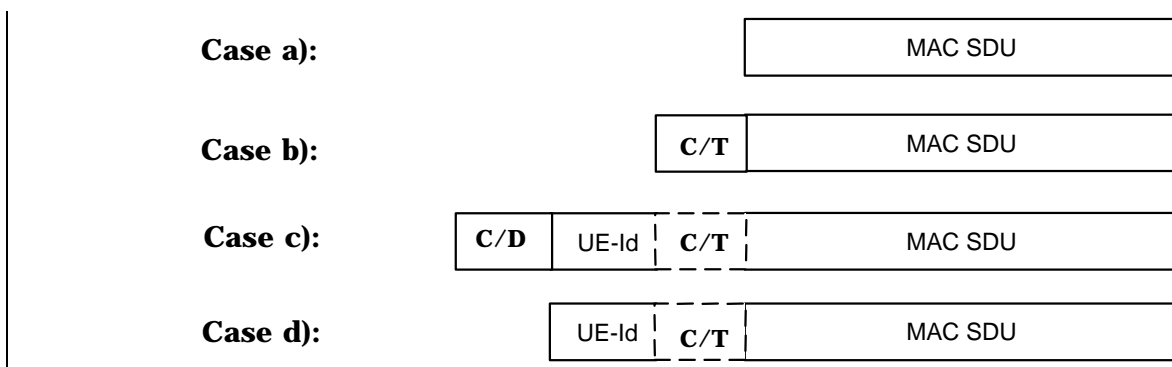 Case a): MAC SDU
Case b): C/T MAC SDU
Case c): C/D UE-Id C/T MAC SDU
Case d): UE-Id C/T MAC SDU